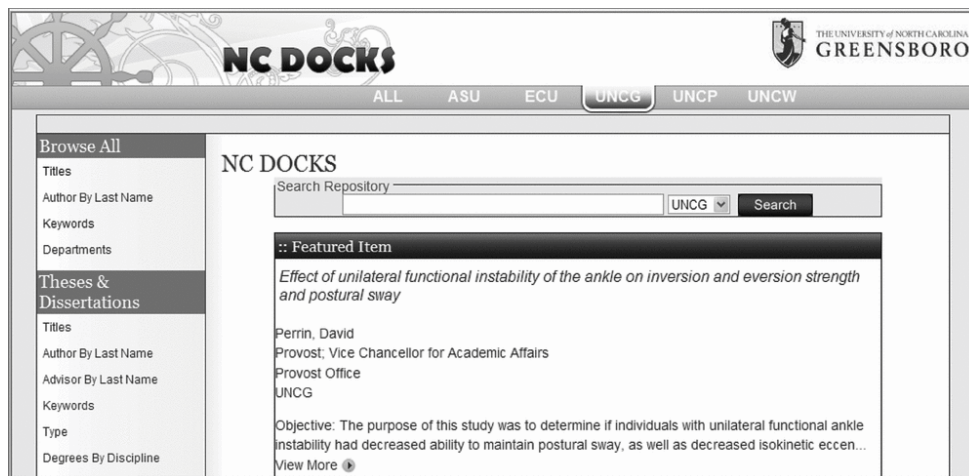 NC DOCKS
THE UNIVERSITY of NORTH CAROLINA
GREENSBORO
ALL ASU ECU UNCG UNCP UNCW
Browse All
Titles
Author By Last Name
Keywords
Departments
Theses &
Dissertations
Titles
Author By Last Name
Advisor By Last Name
Keywords
Type
Degrees By Discipline
NC DOCKS
Search Repository
UNCG Search
:: Featured Item
Effect of unilateral functional instability of the ankle on inversion and eversion strength
and postural sway
Perrin, David
Provost; Vice Chancellor for Academic Affairs
Provost Office
UNCG
Objective: The purpose of this study was to determine if individuals with unilateral functional ankle
instability had decreased ability to maintain postural sway, as well as decreased isokinetic eccen...
View More